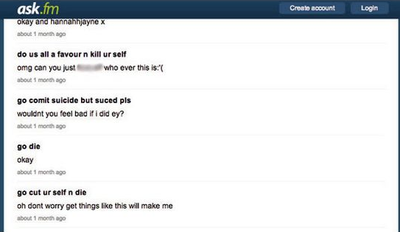 ask.fm
Create account
Login
okay and hannahhjayne x
about 1 month ago
do us all a favour n kill ur self
omg can you just who ever this is:'(
about 1 month ago
go comit suicide but suced pls
wouldnt you feel bad if i did ey?
about 1 month ago
go die
okay
about 1 month ago
go cut ur self n die
oh dont worry get things like this will make me
about 1 month ago